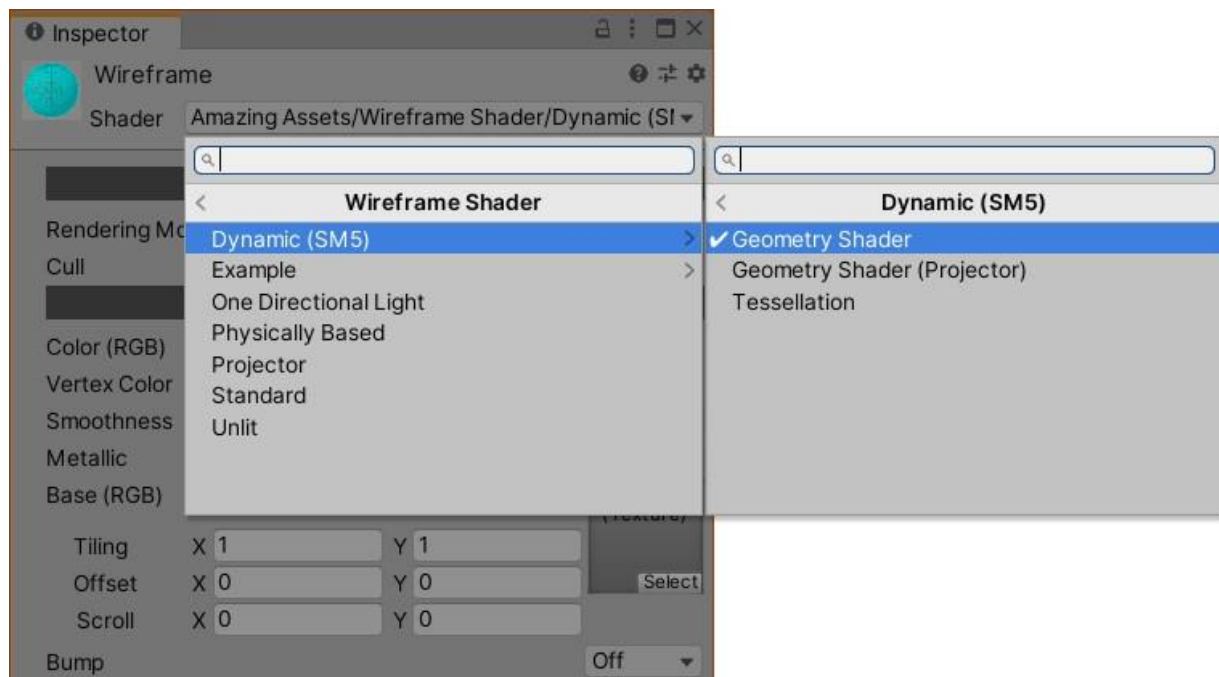 Inspector
Wireframe
Shader Amazing Assets/Wireframe Shader/Dynamic (SI
Wireframe Shader
Dynamic (SM5)
Example
One Directional Light
Physically Based
Projector
Standard
Unlit
Dynamic (SM5)
Geometry Shader
Geometry Shader (Projector)
Tessellation
Rendering Mo
Cull
Color (RGB)
Vertex Color
Smoothness
Metallic
Base (RGB)
(Texture)
Tiling X 1 Y 1
Offset X 0 Y 0
Select
Scroll X 0 Y 0
Bump Off